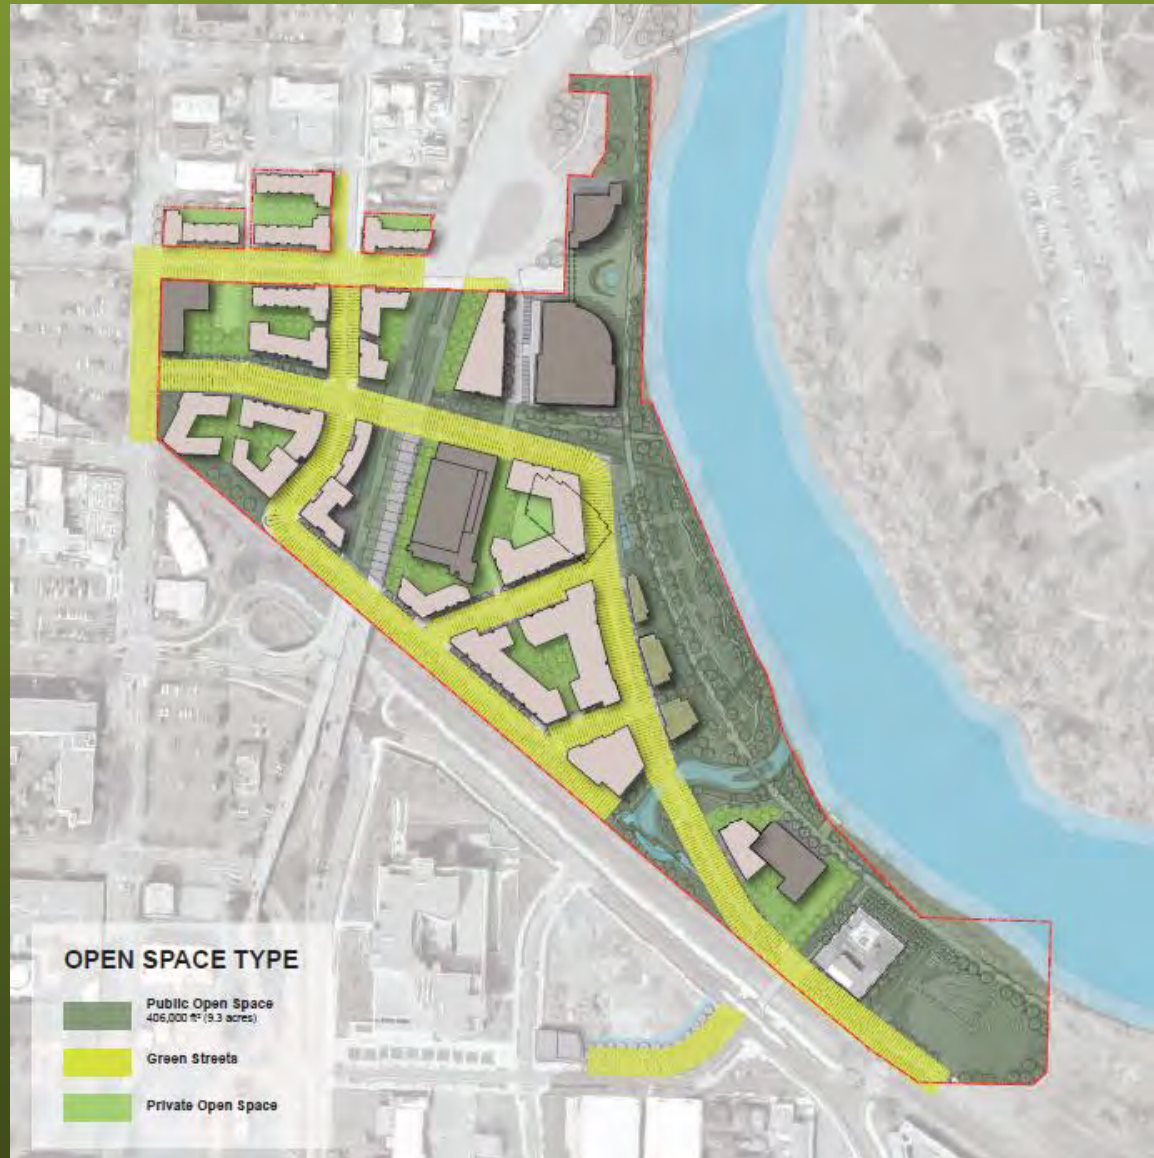 OPEN SPACE TYPE
Public Open Space
406,000 ft² (9.3 acres)
Green Streets
Private Open Space